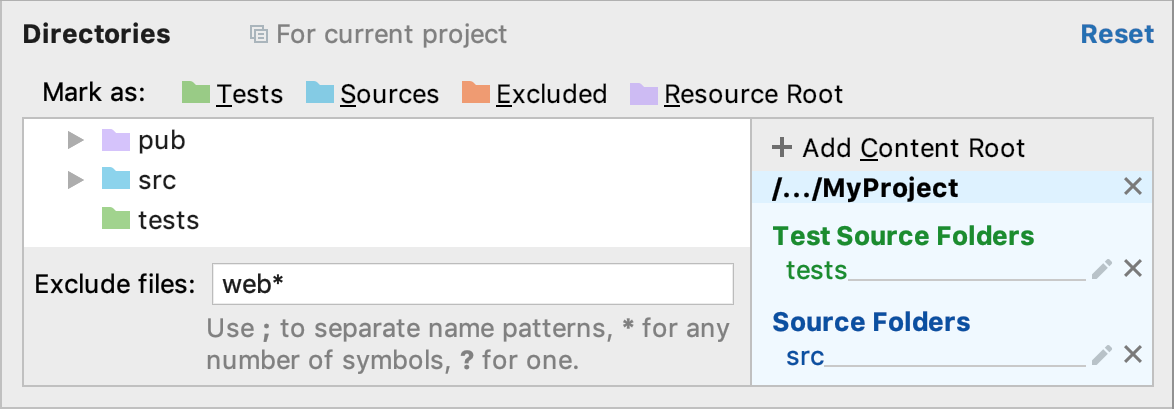 Directories For current project Reset
Mark as: Tests Sources Excluded Resource Root
pub
src
tests
Exclude files: web*
Use ; to separate name patterns, * for any
number of symbols, ? for one.
+ Add Content Root
/.../MyProject
Test Source Folders
tests
Source Folders
src